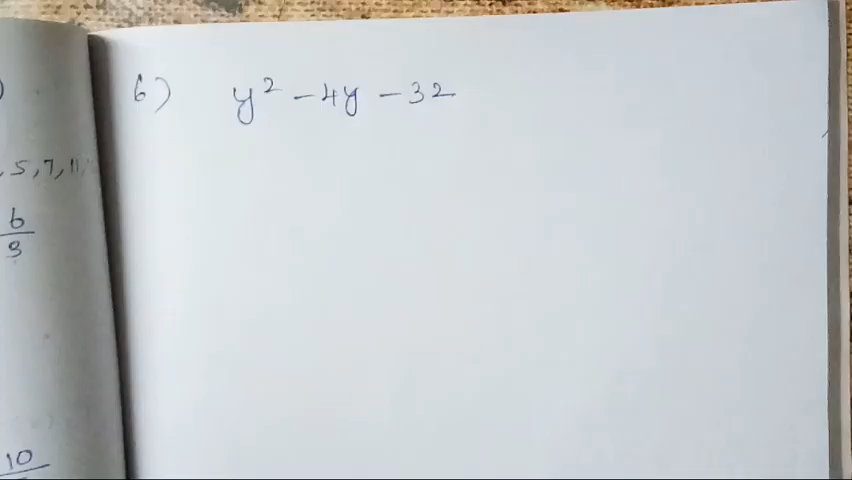 )
, 5, 7, 11,
6
9
10
6) y² - 4y - 32